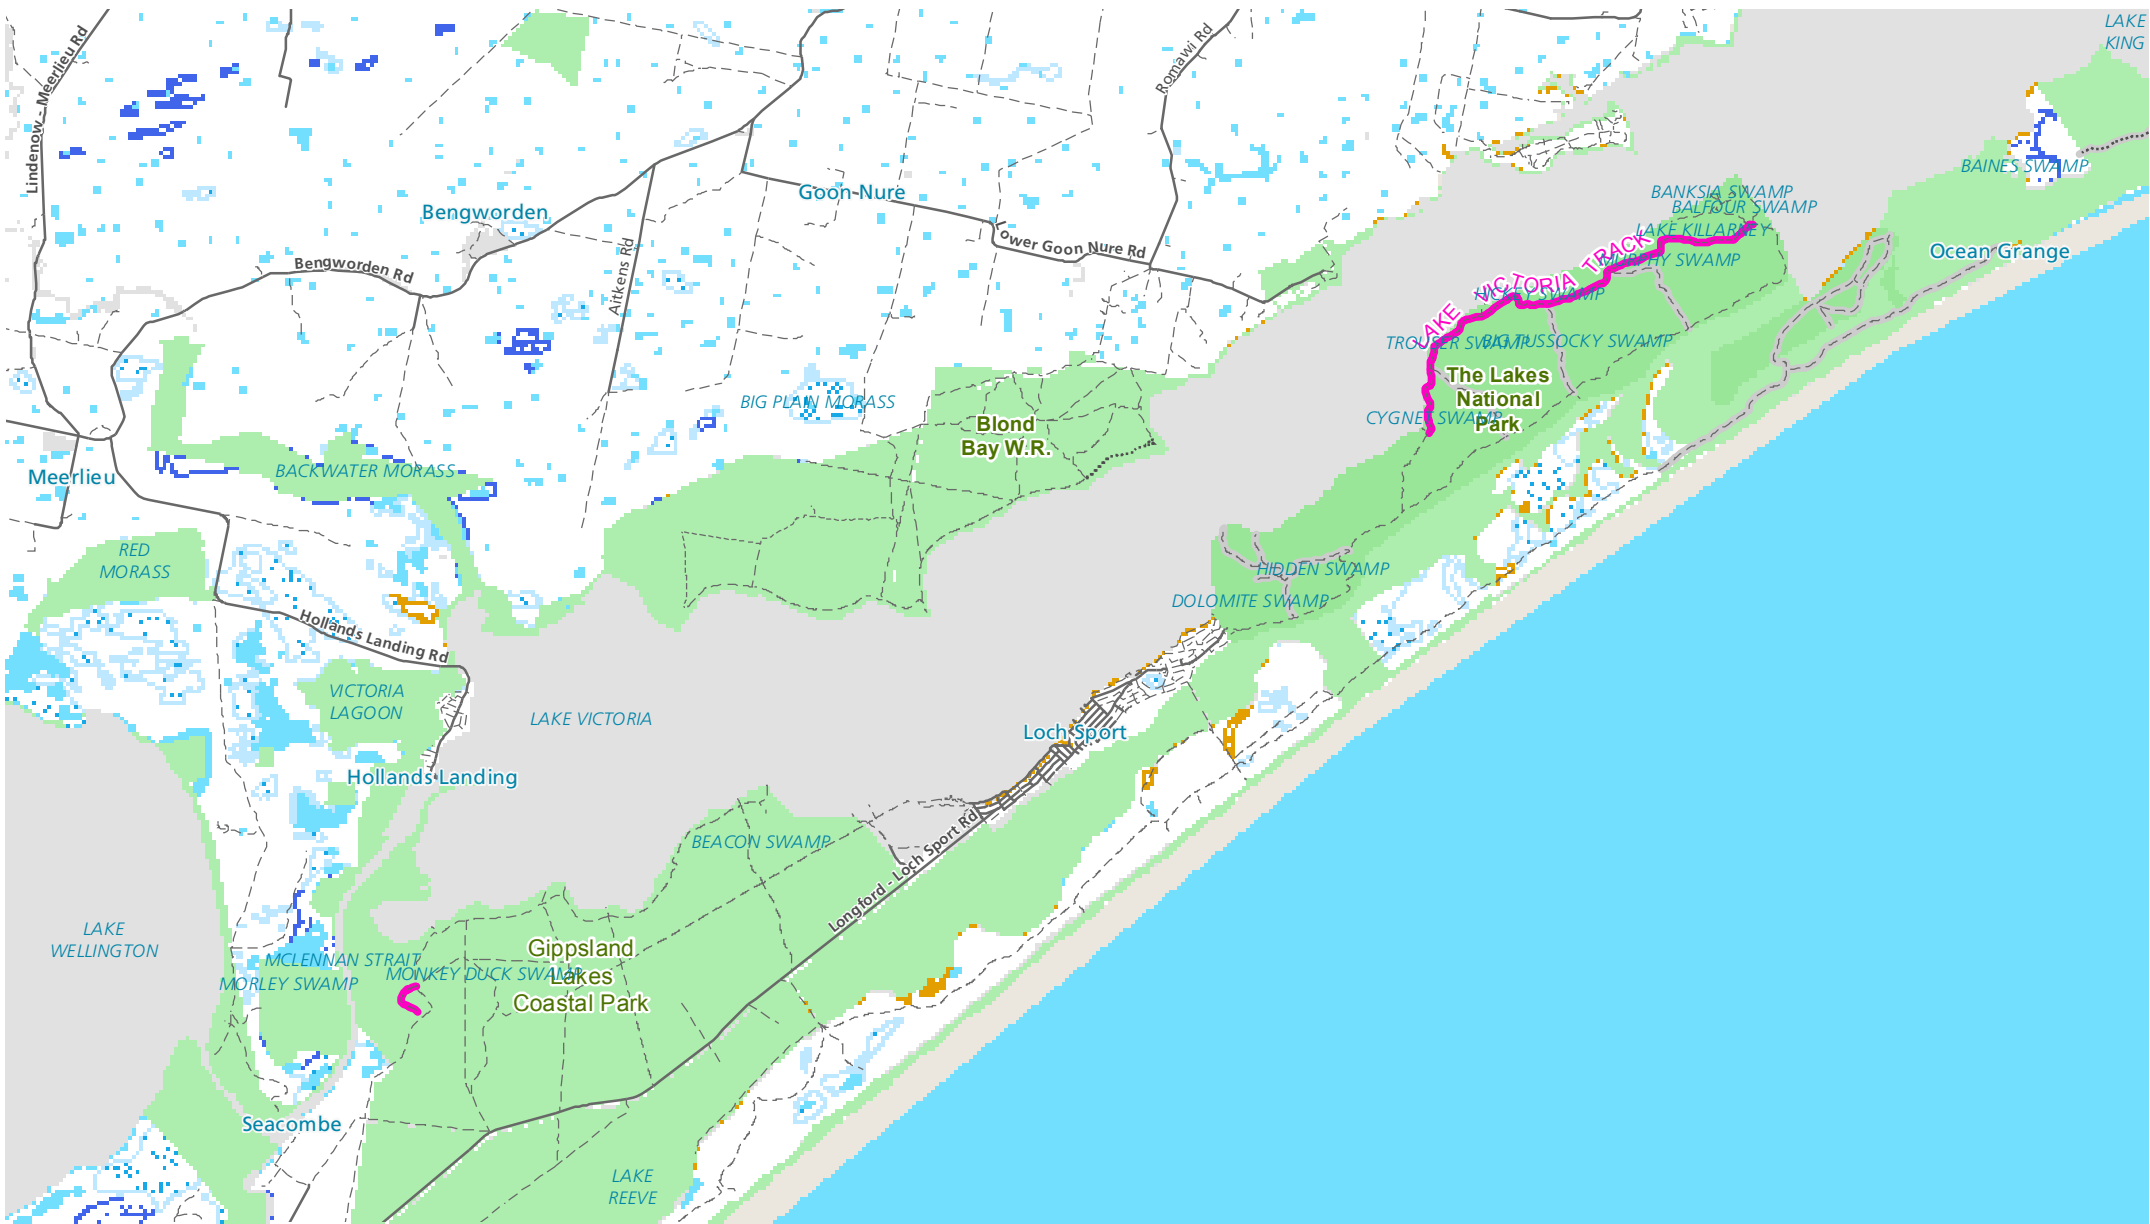 LAKE
KING
Lindenow - Meerlieu Rd
Romawi Rd
BAINES SWAMP
Goon Nure
BANKSIA SWAMP
BALFOUR SWAMP
Bengworden
LAKE KILLARNEY
Lower Goon Nure Rd
Ocean Grange
MURPHY SWAMP
Bengworden Rd
Aitkens Rd
LAKE VICTORIA TRACK
HICKEY SWAMP
TROUSER SWAMP
BIG TUSSOCKY SWAMP
The Lakes
National
Park
BIG PLAIN MORASS
CYGNET SWAMP
Blond
Bay W.R.
BACKWATER MORASS
Meerlieu
RED
MORASS
HIDDEN SWAMP
DOLOMITE SWAMP
Hollands Landing Rd
VICTORIA
LAGOON
LAKE VICTORIA
Loch Sport
Hollands Landing
BEACON SWAMP
Longford - Loch Sport Rd
LAKE
WELLINGTON
Gippsland
Lakes
Coastal Park
MCLENNAN STRAIT
MONKEY DUCK SWAMP
MORLEY SWAMP
Seacombe
LAKE
REEVE